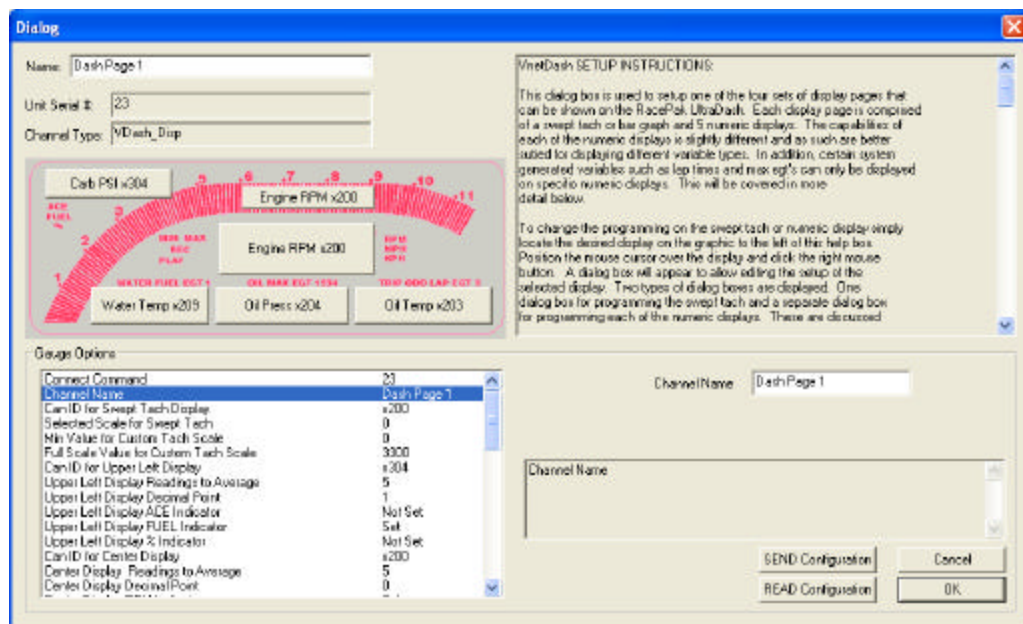 Dialog
Name: Dash Page 1
Unit Serial #: 23
Channel Type: VDash_Disp
Carb PSI x304
.5 .6 .7 .8 .9 .10 .11
Engine RPM x200
ACE
FUEL
%
3
2
1
MIN MAX
REC
PLAY
Engine RPM x200
RPM
MPH
KPH
WATER FUEL EGT 1
OIL MAX EGT 1234
TRIP ODO LAP EGT
Water Temp x209
Oil Press x204
Oil Temp x203
VnetDash SETUP INSTRUCTIONS:
This dialog box is used to setup one of the four sets of display pages that
can be shown on the RacePak UltraDash. Each display page is comprised
of a swept tach or bar graph and 5 numeric displays. The capabilities of
each of the numeric displays is slightly different and as such are better
sutied for displaying different variable types. In addition, certain system
generated variables such as lap times and max egt's can only be displayed
on specific numeric displays. This will be covered in more
detail below.
To change the programming on the swept tach or numeric display simply
locate the desired display on the graphic to the left of this help box
Position the mouse cursor over the display and click the right mouse
button. A dialog box will appear to allow editing the setup of the
selected display. Two types of dialog boxes are displayed. One
dialog box for programming the swept tach and a separate dialog box
for programming each of the numeric displays. These are discussed
Gauge Options
Connect Command 23
Channel Name Dash Page 1
Can ID for Swept Tach Display x200
Selected Scale for Swept Tach 0
Min Value for Custom Tach Scale 0
Full Scale Value for Custom Tach Scale 3300
Can ID for Upper Left Display x304
Upper Left Display Readings to Average 5
Upper Left Display Decimal Point 1
Upper Left Display ACE Indicator Not Set
Upper Left Display FUEL Indicator Set
Upper Left Display % Indicator Not Set
Can ID for Center Display x200
Center Display Readings to Average 5
Center Display Decimal Point 0
Channel Name Dash Page 1
Channel Name
SEND Configuration
Cancel
READ Configuration
OK